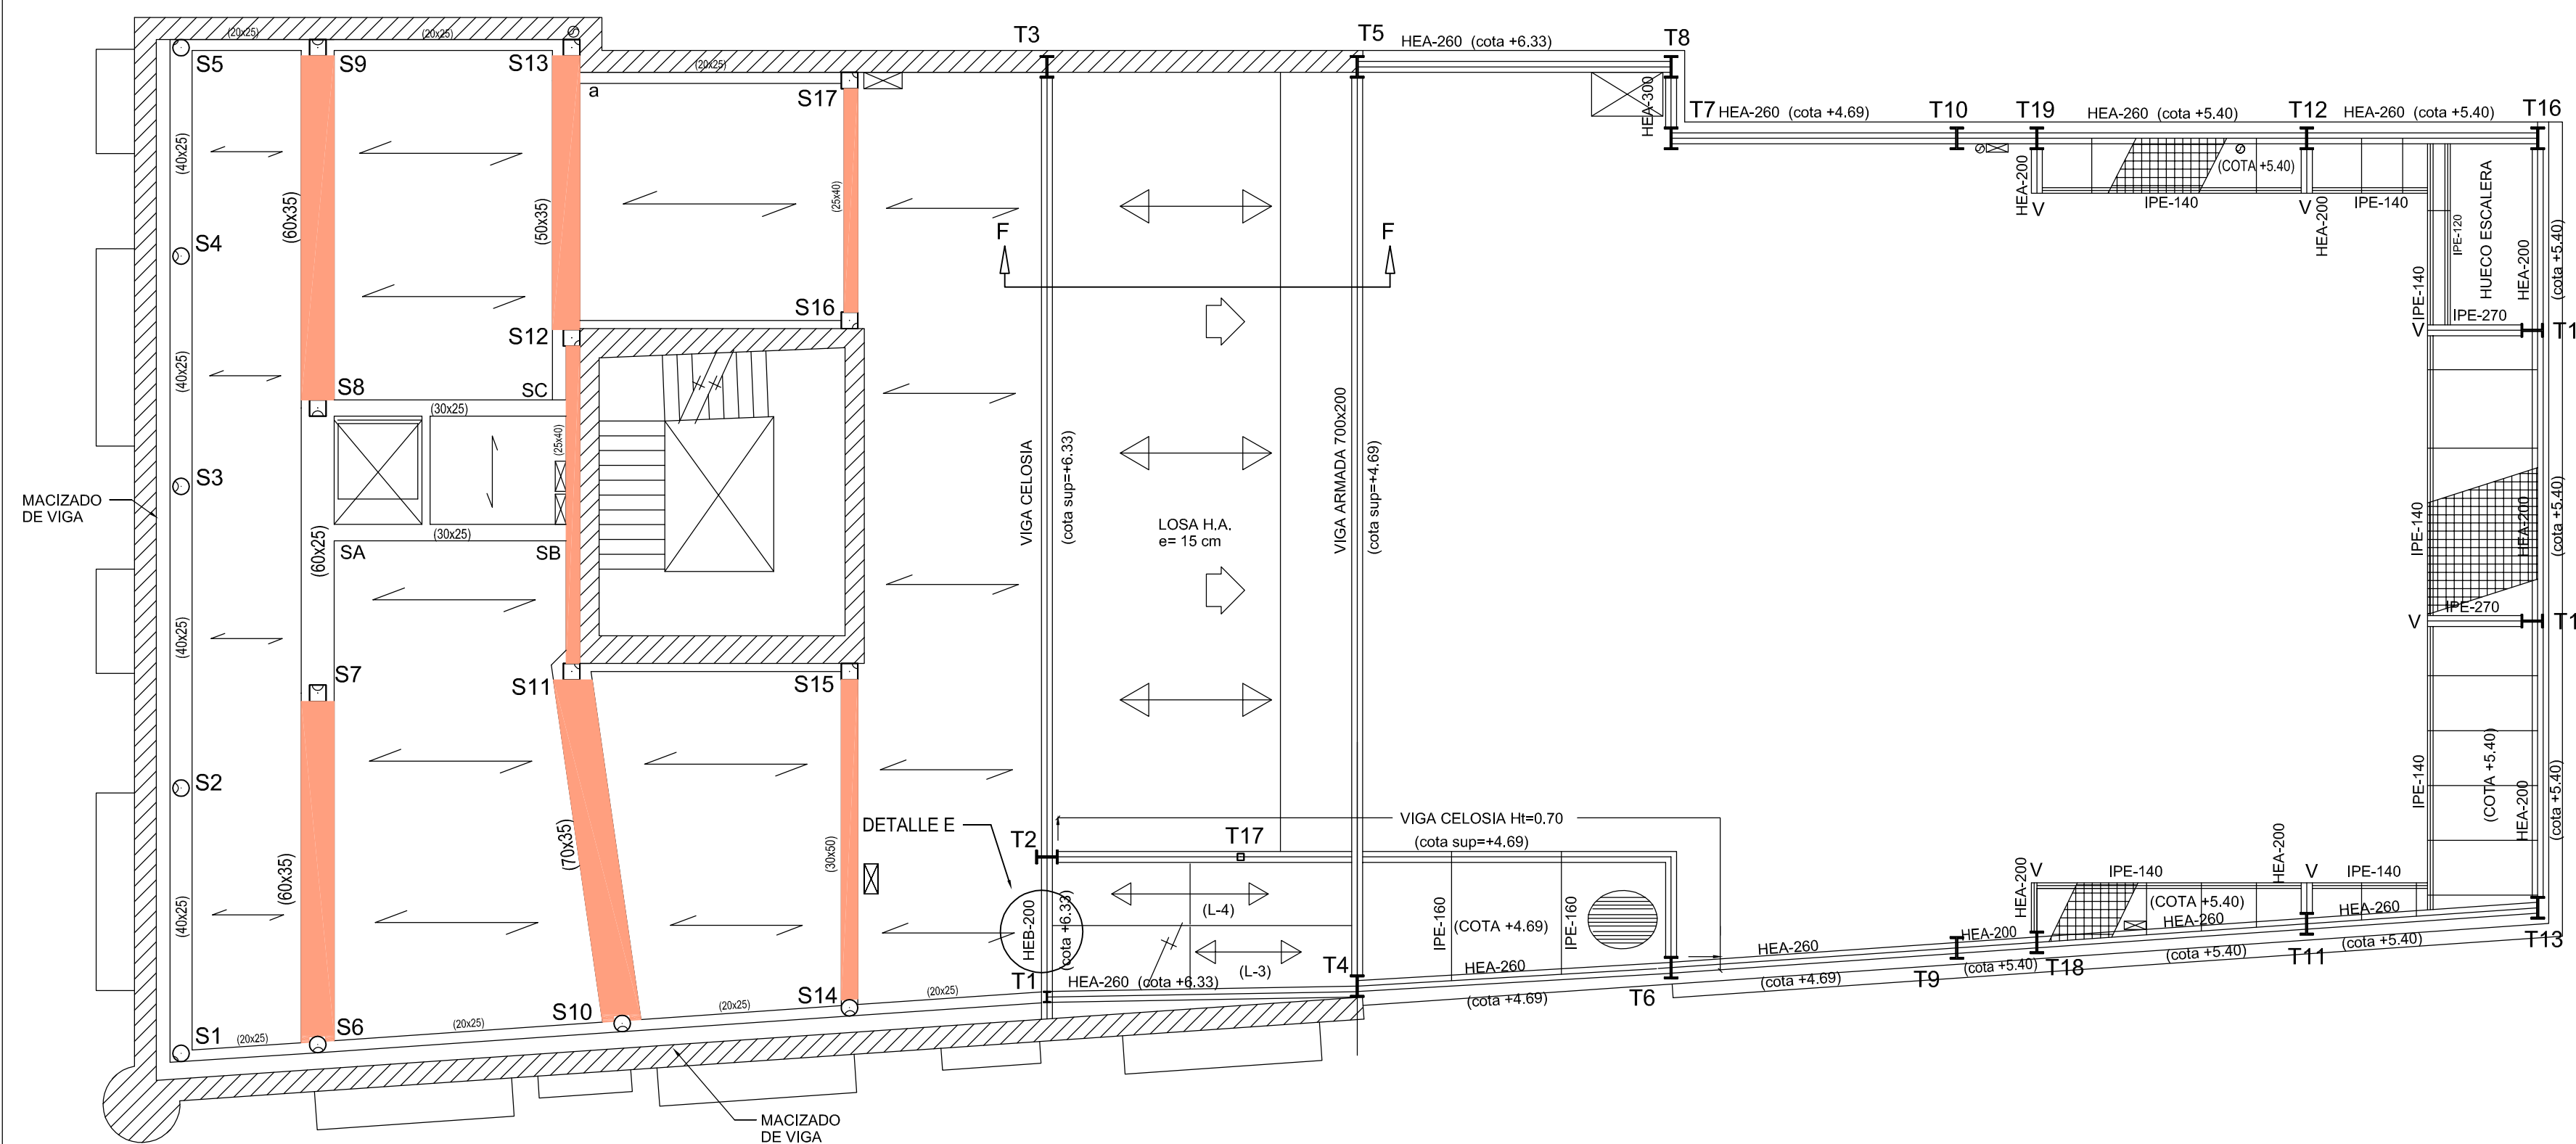 T3
T5
HEA-260 (cota +6.33)
T8
(20x25)
(20x25)
(20x25)
S5
S9
S13
a
S17
HEA-300
T7
HEA-260 (cota +4.69)
T10
T19
HEA-260 (cota +5.40)
T12
HEA-260 (cota +5.40)
T16
(40x25)
(60x35)
(50x35)
(25x40)
HEA-200
V
(COTA +5.40)
IPE-140
V
HEA-200
IPE-140
IPE-120
HUECO ESCALERA
HEA-200
(cota +5.40)
S4
F
F
S16
IPE-140
IPE-270
V
T1
S12
(40x25)
S8
SC
(30x25)
(25x40)
S3
MACIZADO
DE VIGA
VIGA CELOSIA
(cota sup=+6.33)
LOSA H.A.
e= 15 cm
VIGA ARMADA 700x200
(cota sup=+4.69)
IPE-140
HEA-200
(cota +5.40)
(30x25)
SA
SB
(60x25)
(40x25)
IPE-270
V
T1
S7
S11
S15
S2
(60x35)
(70x35)
(30x50)
(40x25)
DETALLE E
VIGA CELOSIA Ht=0.70
(cota sup=+4.69)
T2
T17
HEB-200
(cota +6.33)
(L-4)
(L-3)
IPE-160
(COTA +4.69)
IPE-160
IPE-140
(COTA +5.40)
HEA-200
(cota +5.40)
HEA-200
V
IPE-140
HEA-200
V
IPE-140
(COTA +5.40)
HEA-260
HEA-260
HEA-200
HEA-260
HEA-260
T1
HEA-260 (cota +6.33)
T4
T6
T9
T18
T11
T13
(cota +4.69)
(cota +4.69)
(cota +5.40)
(cota +5.40)
(cota +5.40)
S1
(20x25)
S6
(20x25)
S10
(20x25)
S14
(20x25)
MACIZADO
DE VIGA